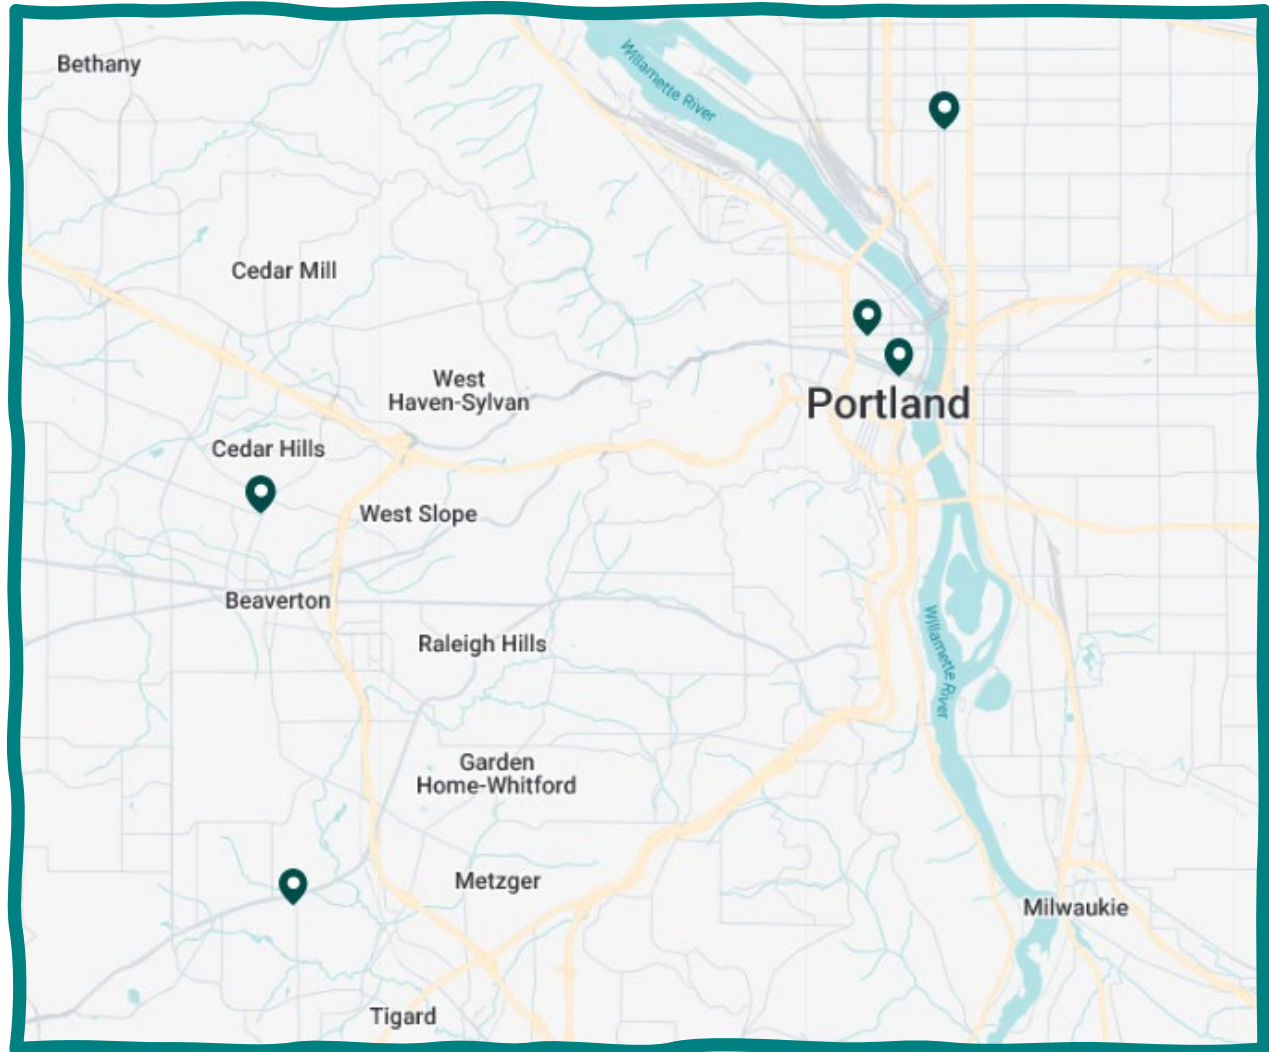 Bethany
Willamette River
Cedar Mill
West
Haven-Sylvan
Portland
Cedar Hills
West Slope
Beaverton
Raleigh Hills
Willamette River
Garden
Home-Whitford
Metzger
Milwaukie
Tigard